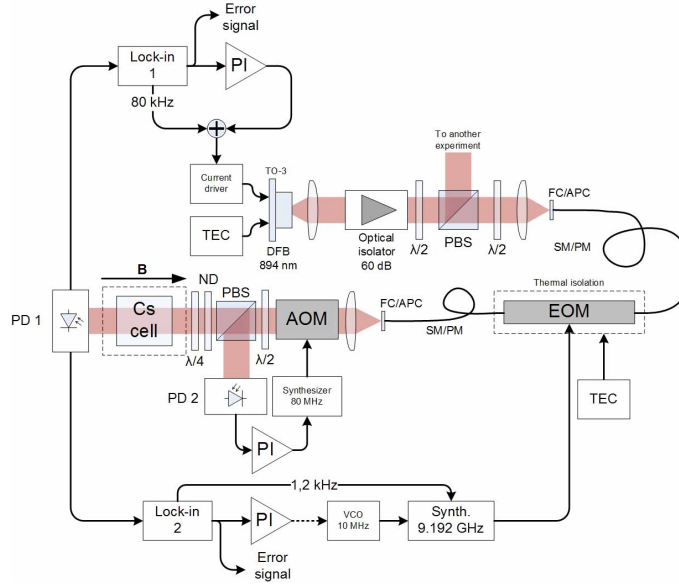 Error
signal
Lock-in
1
PI
80 kHz
To another
experiment
Current
driver
TO-3
FC/APC
TEC
DFB
894 nm
Optical
isolator
60 dB
λ/2
PBS
λ/2
SM/PM
B
ND
PBS
Thermal isolation
FC/APC
PD 1
Cs
cell
AOM
EOM
SM/PM
λ/4
λ/2
PD 2
Synthesizer
80 MHz
TEC
PI
1,2 kHz
Lock-in
2
PI
VCO
10 MHz
Synth.
9.192 GHz
Error
signal